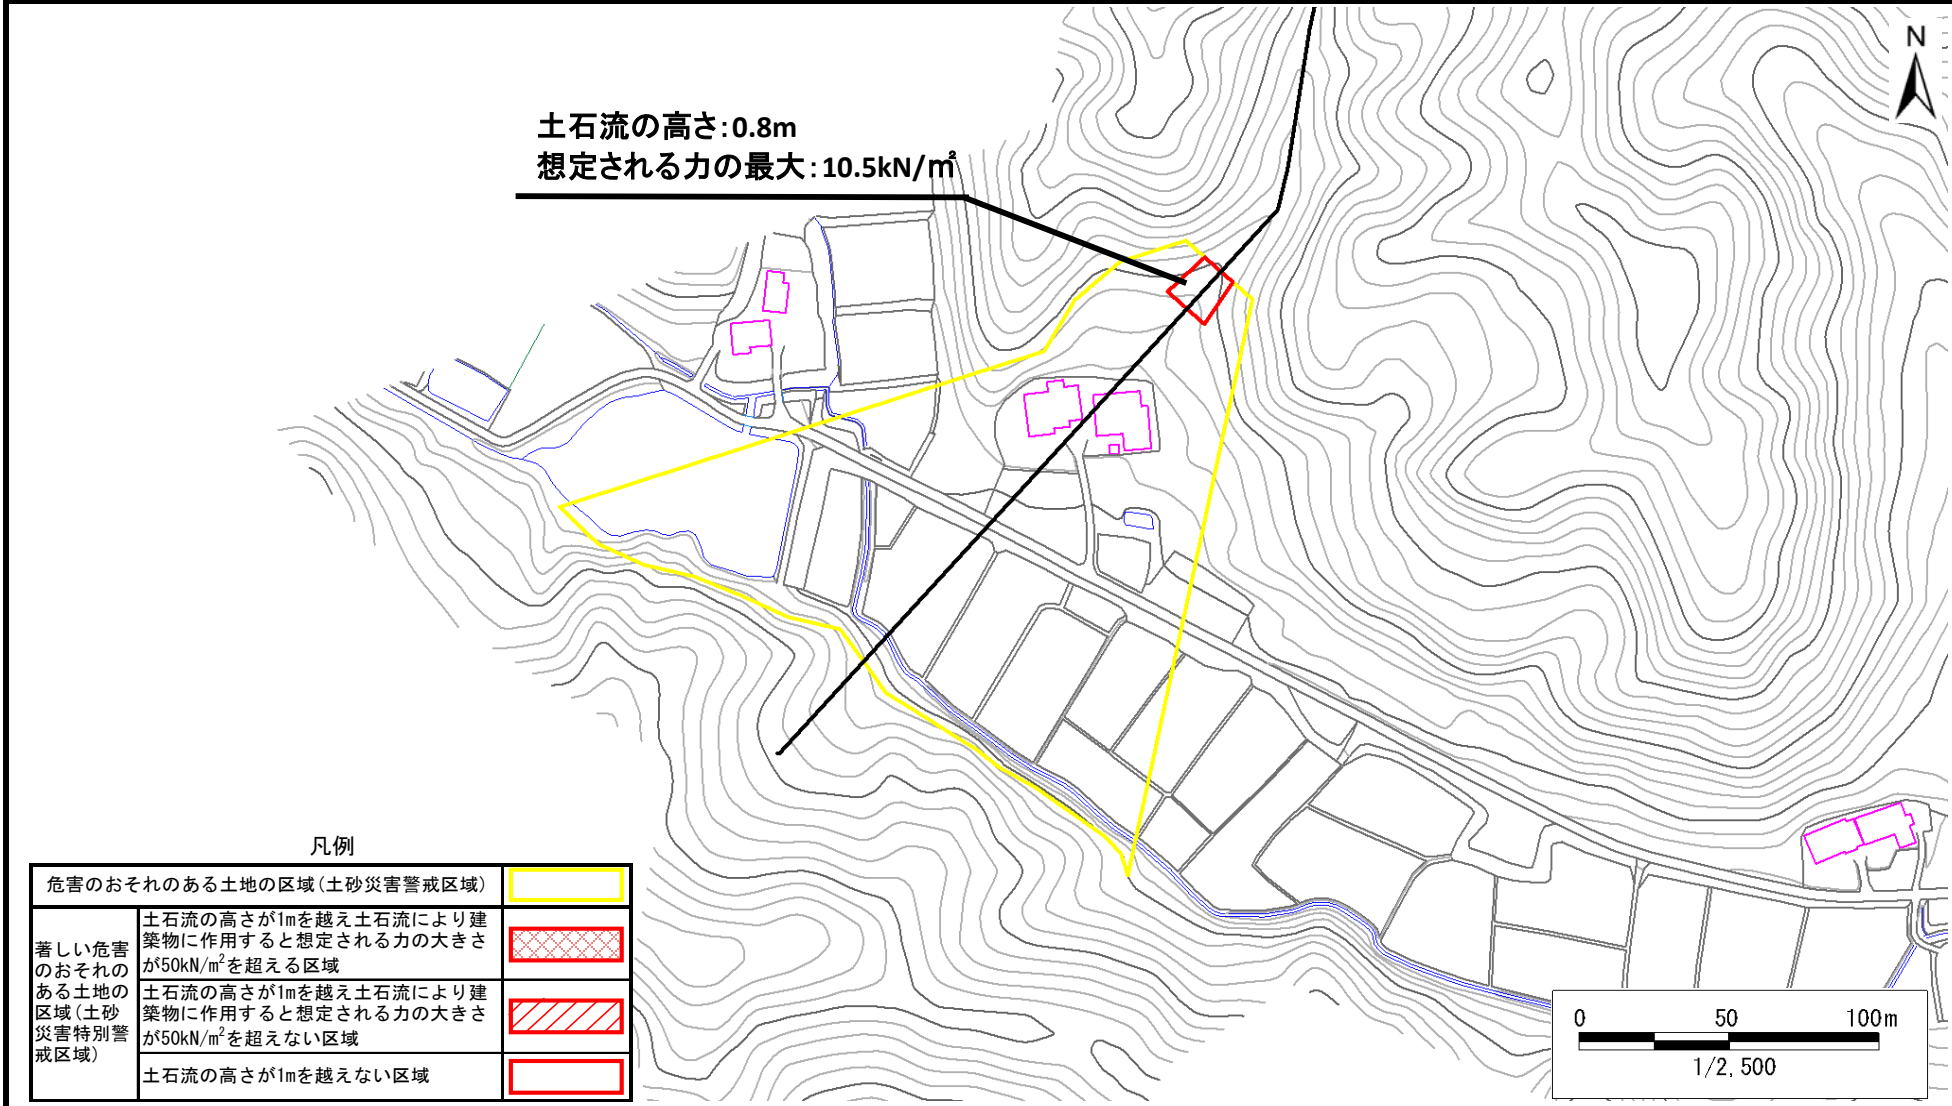 N
土石流の高さ:0.8m
想定される力の最大:10.5kN/㎡
凡例
危害のおそれのある土地の区域(土砂災害警戒区域)
著しい危害
のおそれの
ある土地の
区域(土砂
災害特別警
戒区域)
土石流の高さが1mを越え土石流により建
築物に作用すると想定される力の大きさ
が50kN/m²を超える区域
土石流の高さが1mを越え土石流により建
築物に作用すると想定される力の大きさ
が50kN/m²を超えない区域
土石流の高さが1mを越えない区域
0 50 100m
1/2,500